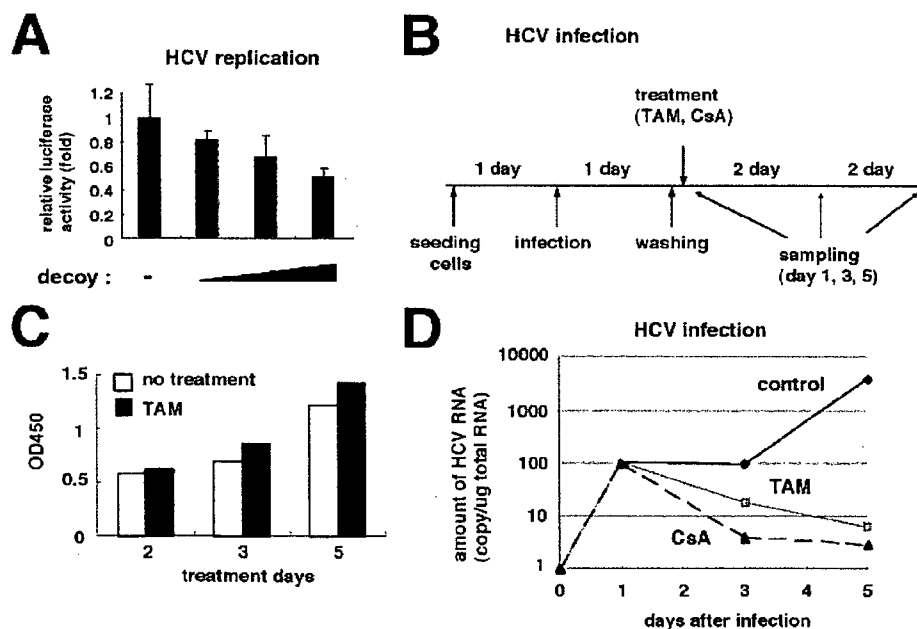 A
HCV replication
relative luciferase
activity (fold)
1.2
1
0.8
0.6
0.4
0.2
0
decoy :
-
B
HCV infection
treatment
(TAM, CsA)
1 day
1 day
2 day
2 day
seeding
cells
infection
washing
sampling
(day 1, 3, 5)
C
OD450
1.5
1
0.5
0
no treatment
TAM
2
3
5
treatment days
D
HCV infection
amount of HCV RNA
(copy/ug total RNA)
10000
1000
100
10
1
control
TAM
CsA
0
1
2
3
4
5
days after infection